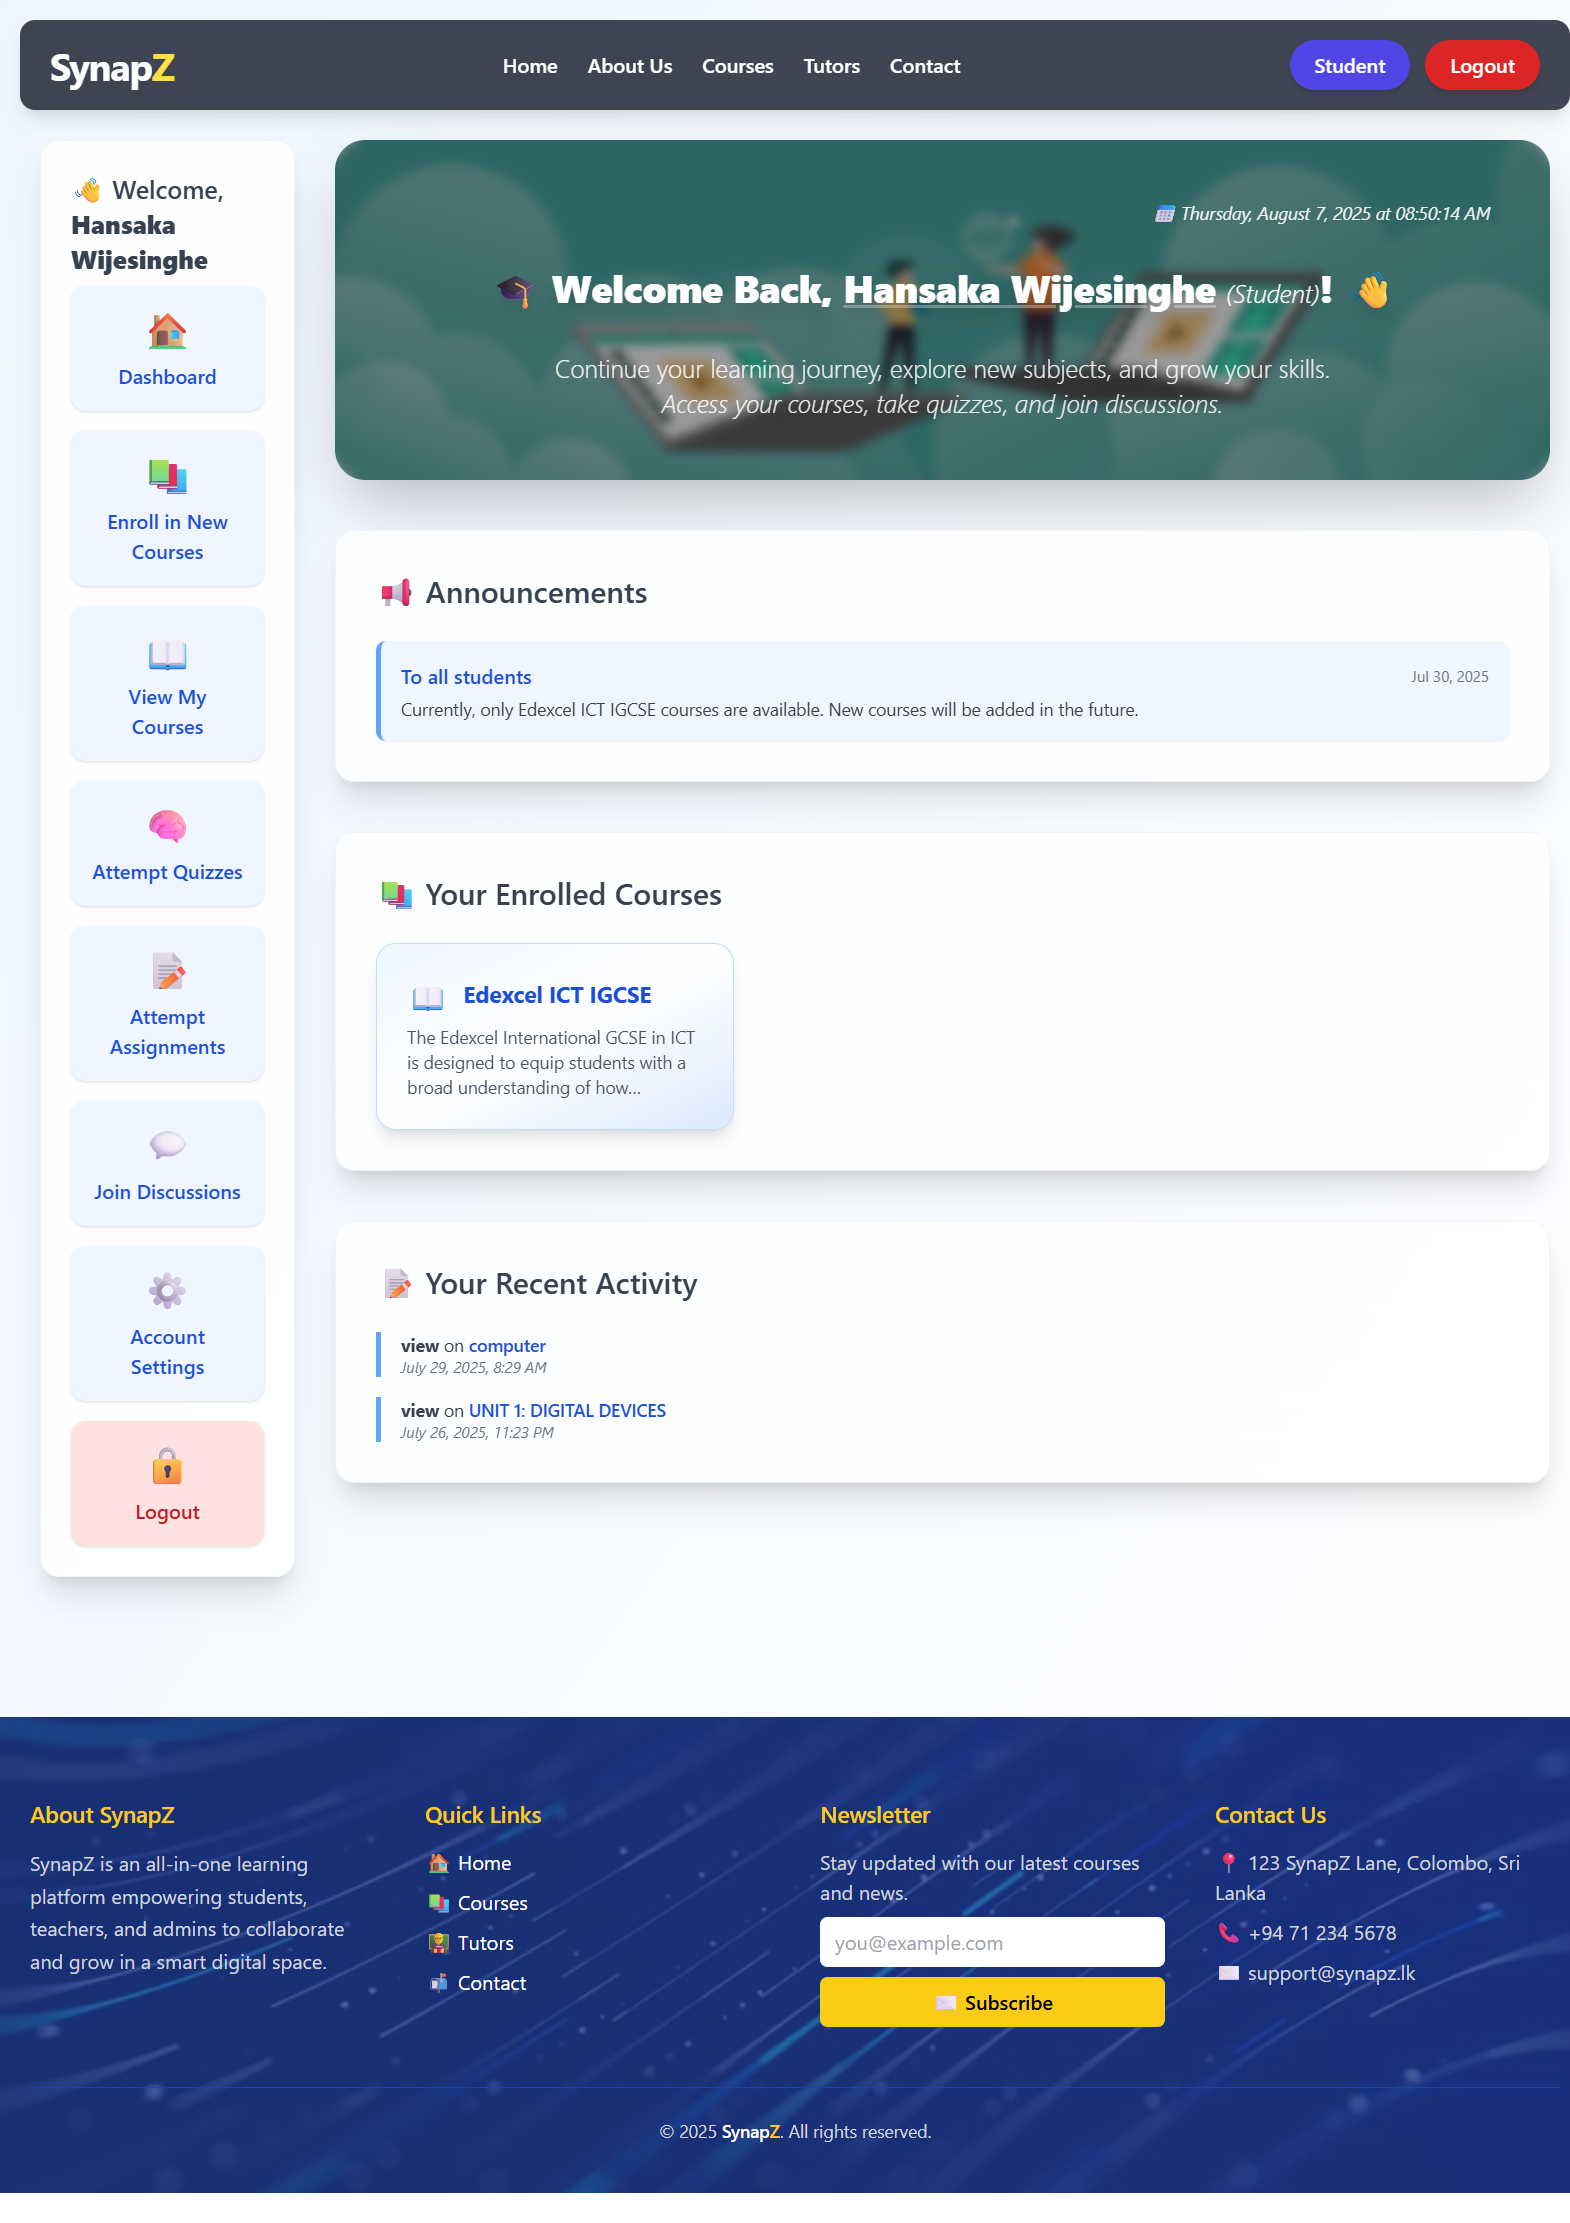 SynapZ
Home
About Us
Courses
Tutors
Contact
Student
Logout
👋 Welcome,
Hansaka
Wijesinghe
Dashboard
Enroll in New
Courses
View My
Courses
Attempt Quizzes
Attempt
Assignments
Join Discussions
Account
Settings
Logout
📅 Thursday, August 7, 2025 at 08:50:14 AM
🎓 Welcome Back, Hansaka Wijesinghe (Student)! 👋
Continue your learning journey, explore new subjects, and grow your skills.
Access your courses, take quizzes, and join discussions.
📢 Announcements
To all students
Jul 30, 2025
Currently, only Edexcel ICT IGCSE courses are available. New courses will be added in the future.
📚 Your Enrolled Courses
📖 Edexcel ICT IGCSE
The Edexcel International GCSE in ICT
is designed to equip students with a
broad understanding of how...
📝 Your Recent Activity
view on computer
July 29, 2025, 8:29 AM
view on UNIT 1: DIGITAL DEVICES
July 26, 2025, 11:23 PM
About SynapZ
SynapZ is an all-in-one learning
platform empowering students,
teachers, and admins to collaborate
and grow in a smart digital space.
Quick Links
🏠 Home
📚 Courses
👩‍🏫 Tutors
📬 Contact
Newsletter
Stay updated with our latest courses
and news.
you@example.com
✉️ Subscribe
Contact Us
📍 123 SynapZ Lane, Colombo, Sri
Lanka
📞 +94 71 234 5678
✉️ support@synapz.lk
© 2025 SynapZ. All rights reserved.